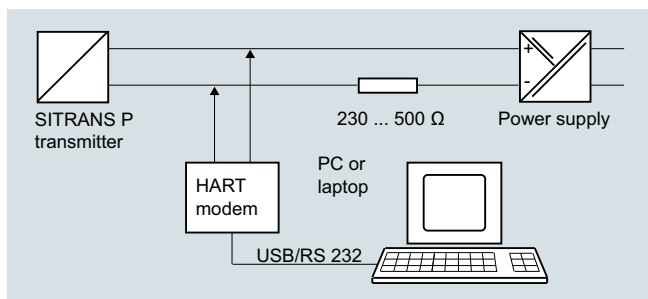 +
-
SITRANS P
transmitter
230 ... 500 Ω
Power supply
HART
modem
PC or
laptop
USB/RS 232